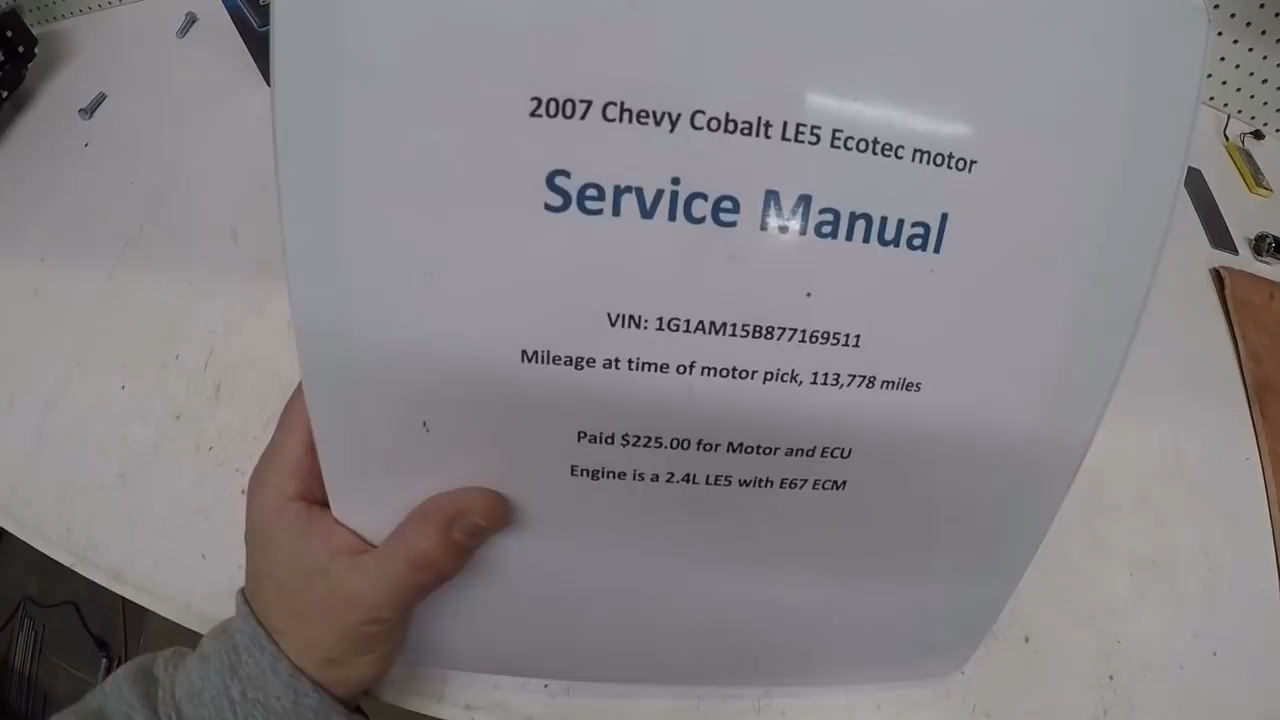 2007 Chevy Cobalt LE5 Ecotec motor
Service Manual
VIN: 1G1AM15B877169511
Mileage at time of motor pick, 113,778 miles
Paid $225.00 for Motor and ECU
Engine is a 2.4L LE5 with E67 ECM